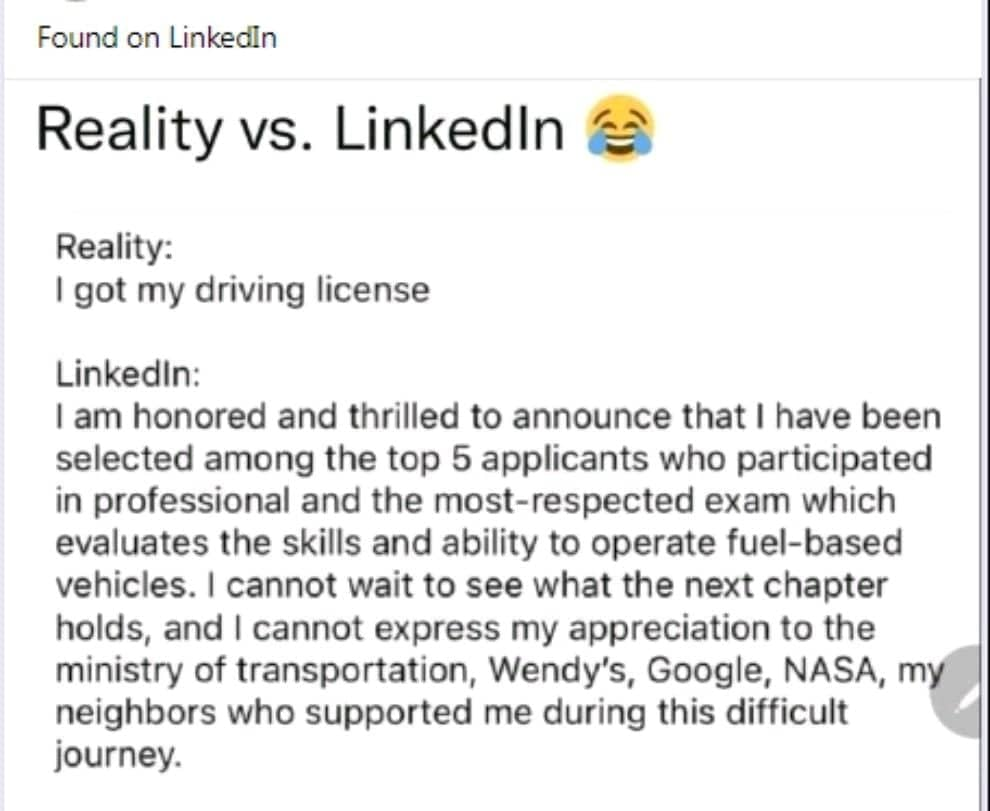 Found on LinkedIn
Reality vs. LinkedIn 😂
Reality:
I got my driving license
LinkedIn:
I am honored and thrilled to announce that I have been
selected among the top 5 applicants who participated
in professional and the most-respected exam which
evaluates the skills and ability to operate fuel-based
vehicles. I cannot wait to see what the next chapter
holds, and I cannot express my appreciation to the
ministry of transportation, Wendy's, Google, NASA, my
neighbors who supported me during this difficult
journey.